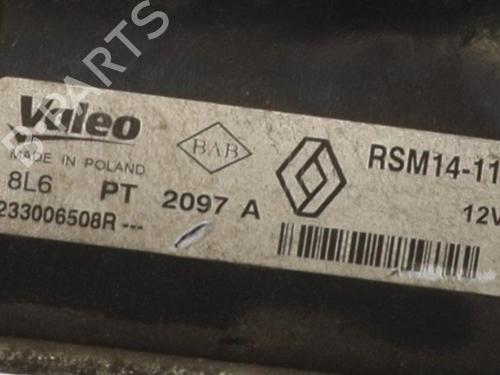 Valeo
MADE IN POLAND
BAB
RSM14-11
8L6 PT 2097 A
12V
233006508R---
B-PARTS